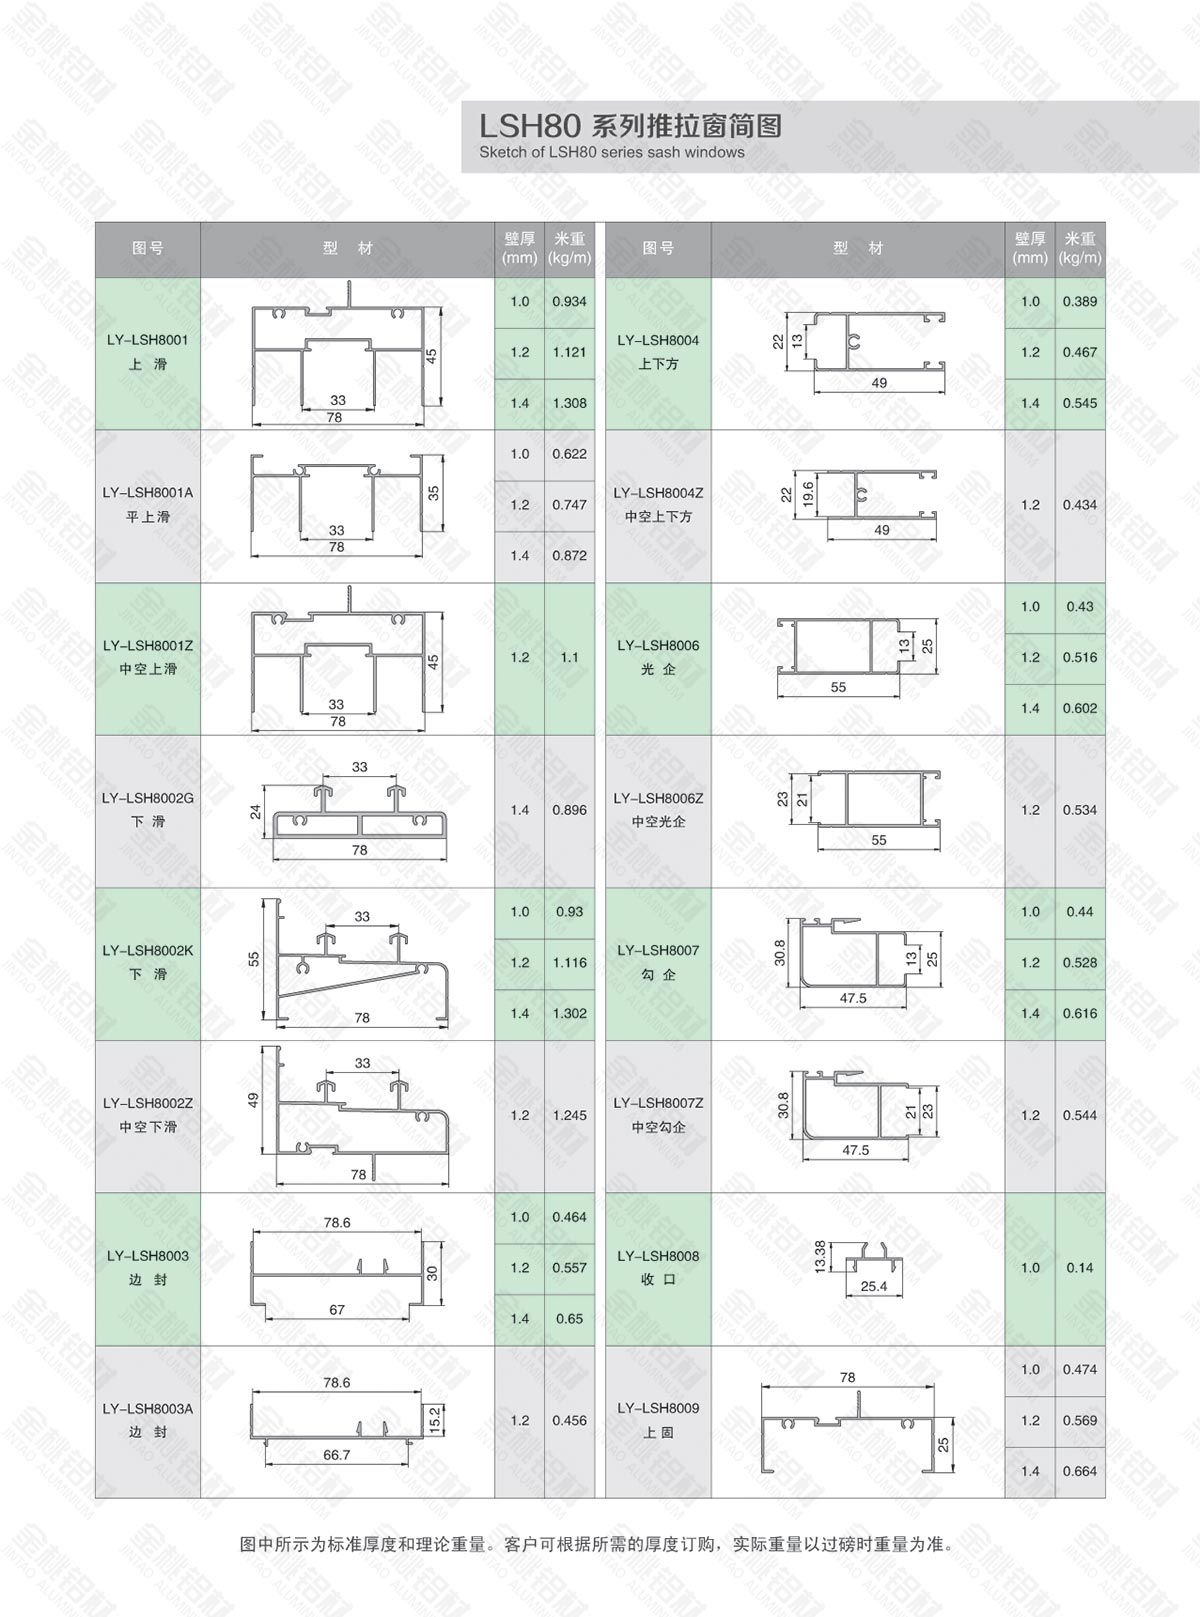 LSH80 系列推拉窗简图
Sketch of LSH80 series sash windows
图号 型 材 壁厚 (mm) 米重 (kg/m)
LY-LSH8001
上 滑
45
33
78
1.0 0.934
1.2 1.121
1.4 1.308
LY-LSH8001A
平上滑
35
33
78
1.0 0.622
1.2 0.747
1.4 0.872
LY-LSH8001Z
中空上滑
45
33
78
1.2 1.1
LY-LSH8002G
下 滑
33
24
78
1.4 0.896
LY-LSH8002K
下 滑
33
55
78
1.0 0.93
1.2 1.116
1.4 1.302
LY-LSH8002Z
中空下滑
33
49
78
1.2 1.245
LY-LSH8003
边 封
78.6
30
67
1.0 0.464
1.2 0.557
1.4 0.65
LY-LSH8003A
边 封
78.6
15.2
66.7
1.2 0.456
图号 型 材 壁厚 (mm) 米重 (kg/m)
LY-LSH8004
上下方
22
13
49
1.0 0.389
1.2 0.467
1.4 0.545
LY-LSH8004Z
中空上下方
22
19.6
49
1.2 0.434
LY-LSH8006
光 企
13
25
55
1.0 0.43
1.2 0.516
1.4 0.602
LY-LSH8006Z
中空光企
23
21
55
1.2 0.534
LY-LSH8007
勾 企
30.8
13
25
47.5
1.0 0.44
1.2 0.528
1.4 0.616
LY-LSH8007Z
中空勾企
30.8
21
23
47.5
1.2 0.544
LY-LSH8008
收 口
13.38
25.4
1.0 0.14
LY-LSH8009
上固
78
25
1.0 0.474
1.2 0.569
1.4 0.664
图中所示为标准厚度和理论重量。客户可根据所需的厚度订购，实际重量以过磅时重量为准。
金桃铝材
JINTAO ALUMINIUM